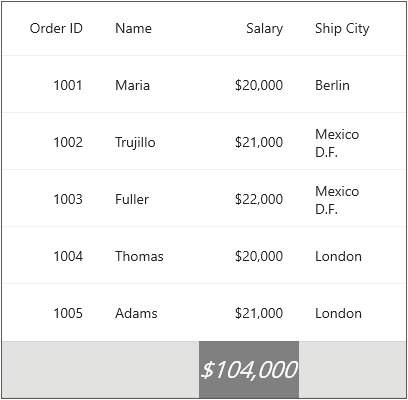 Order ID Name Salary Ship City
1001 Maria $20,000 Berlin
1002 Trujillo $21,000 Mexico
D.F.
1003 Fuller $22,000 Mexico
D.F.
1004 Thomas $20,000 London
1005 Adams $21,000 London
$104,000